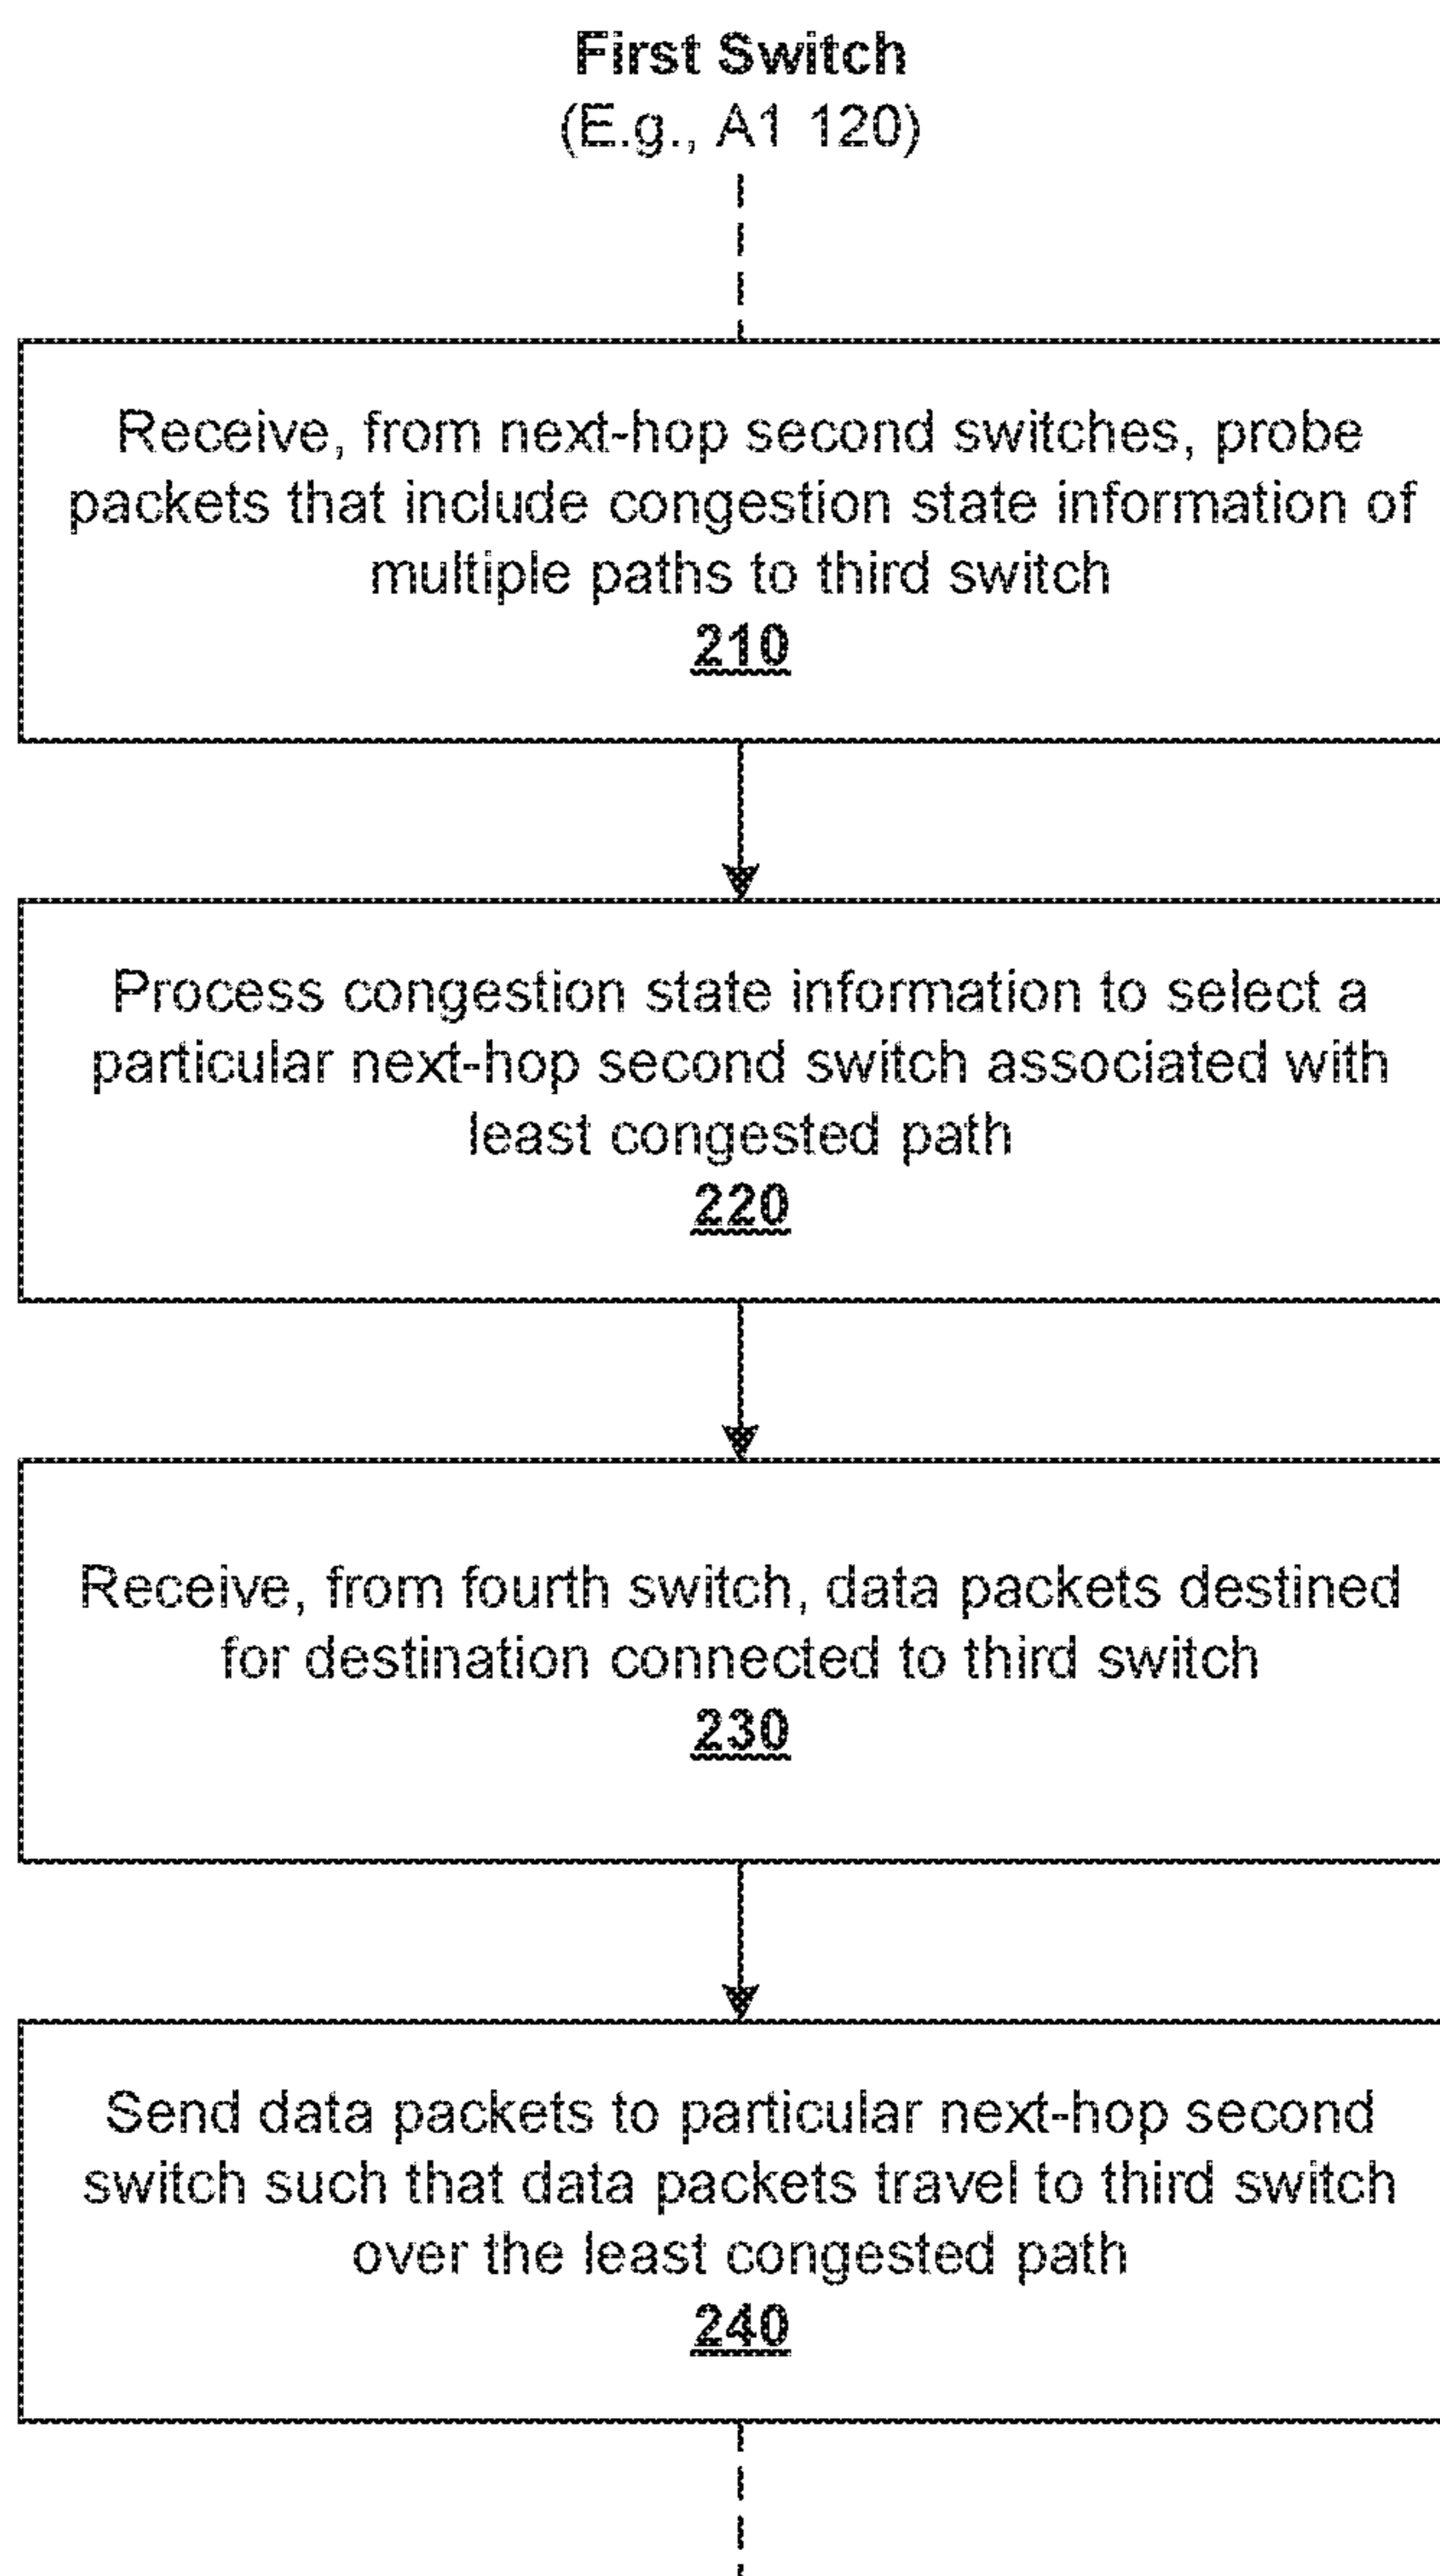 First Switch
(E.g., A1 120)
Receive, from next-hop second switches, probe
packets that include congestion state information of
multiple paths to third switch
210
Process congestion state information to select a
particular next-hop second switch associated with
least congested path
220
Receive, from fourth switch, data packets destined
for destination connected to third switch
230
Send data packets to particular next-hop second
switch such that data packets travel to third switch
over the least congested path
240